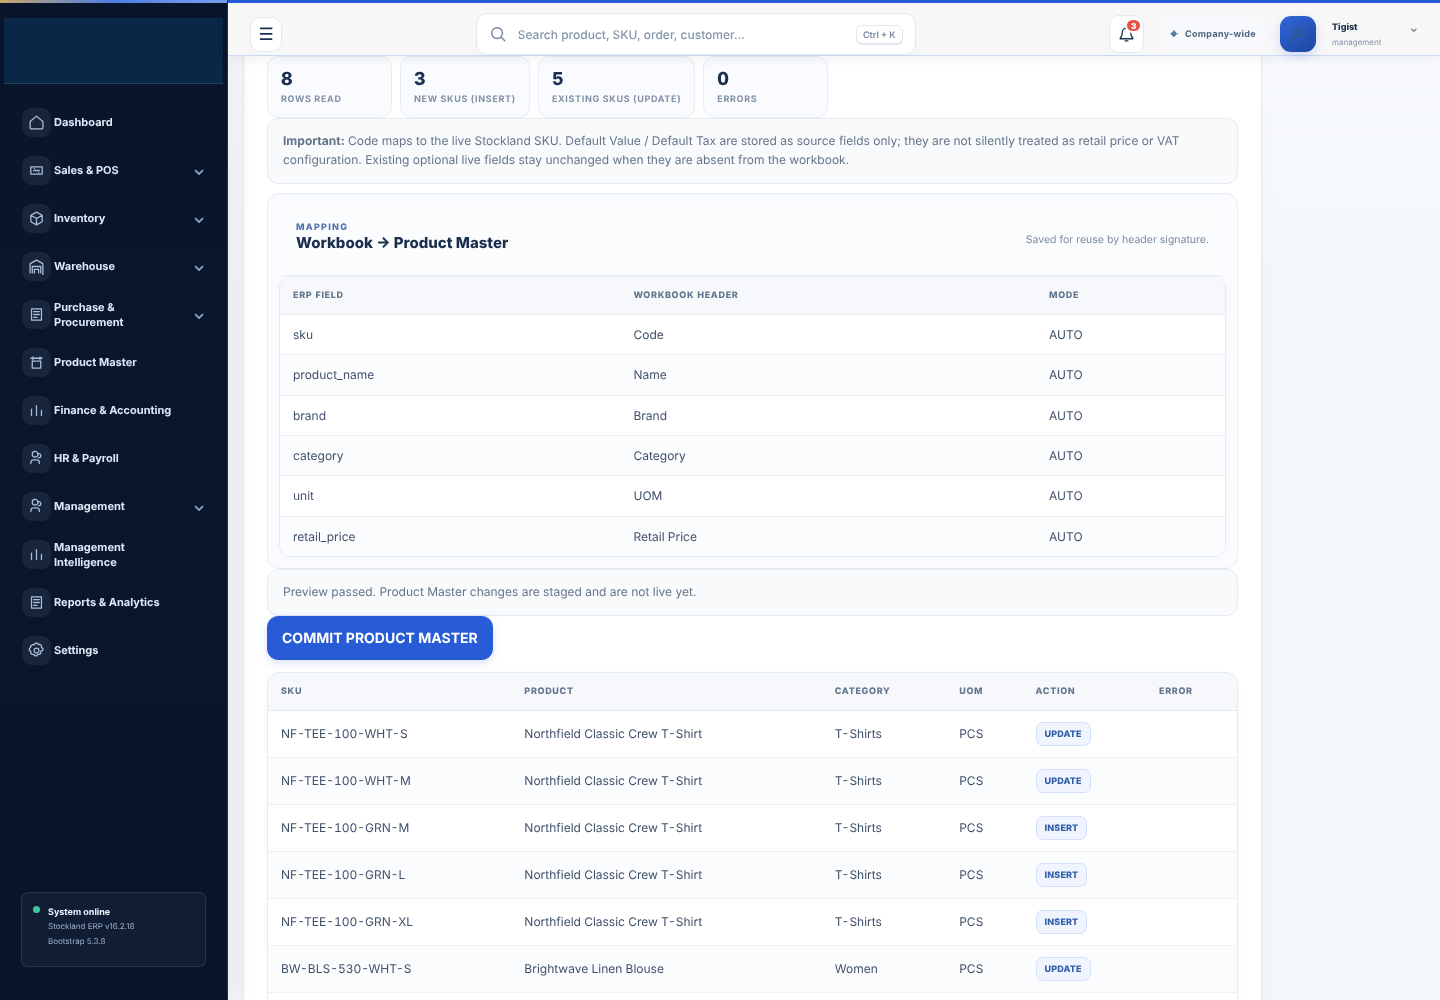 Search product, SKU, order, customer...
Ctrl + K
3
Company-wide
Tigist
management
Dashboard
Sales & POS
Inventory
Warehouse
Purchase &
Procurement
Product Master
Finance & Accounting
HR & Payroll
Management
Management
Intelligence
Reports & Analytics
Settings
System online
Stockland ERP v16.2.18
Bootstrap 5.3.8
8
ROWS READ
3
NEW SKUS (INSERT)
5
EXISTING SKUS (UPDATE)
0
ERRORS
Important: Code maps to the live Stockland SKU. Default Value / Default Tax are stored as source fields only; they are not silently treated as retail price or VAT
configuration. Existing optional live fields stay unchanged when they are absent from the workbook.
MAPPING
Workbook → Product Master
Saved for reuse by header signature.
ERP FIELD WORKBOOK HEADER MODE
sku Code AUTO
product_name Name AUTO
brand Brand AUTO
category Category AUTO
unit UOM AUTO
retail_price Retail Price AUTO
Preview passed. Product Master changes are staged and are not live yet.
COMMIT PRODUCT MASTER
SKU PRODUCT CATEGORY UOM ACTION ERROR
NF-TEE-100-WHT-S Northfield Classic Crew T-Shirt T-Shirts PCS UPDATE
NF-TEE-100-WHT-M Northfield Classic Crew T-Shirt T-Shirts PCS UPDATE
NF-TEE-100-GRN-M Northfield Classic Crew T-Shirt T-Shirts PCS INSERT
NF-TEE-100-GRN-L Northfield Classic Crew T-Shirt T-Shirts PCS INSERT
NF-TEE-100-GRN-XL Northfield Classic Crew T-Shirt T-Shirts PCS INSERT
BW-BLS-530-WHT-S Brightwave Linen Blouse Women PCS UPDATE